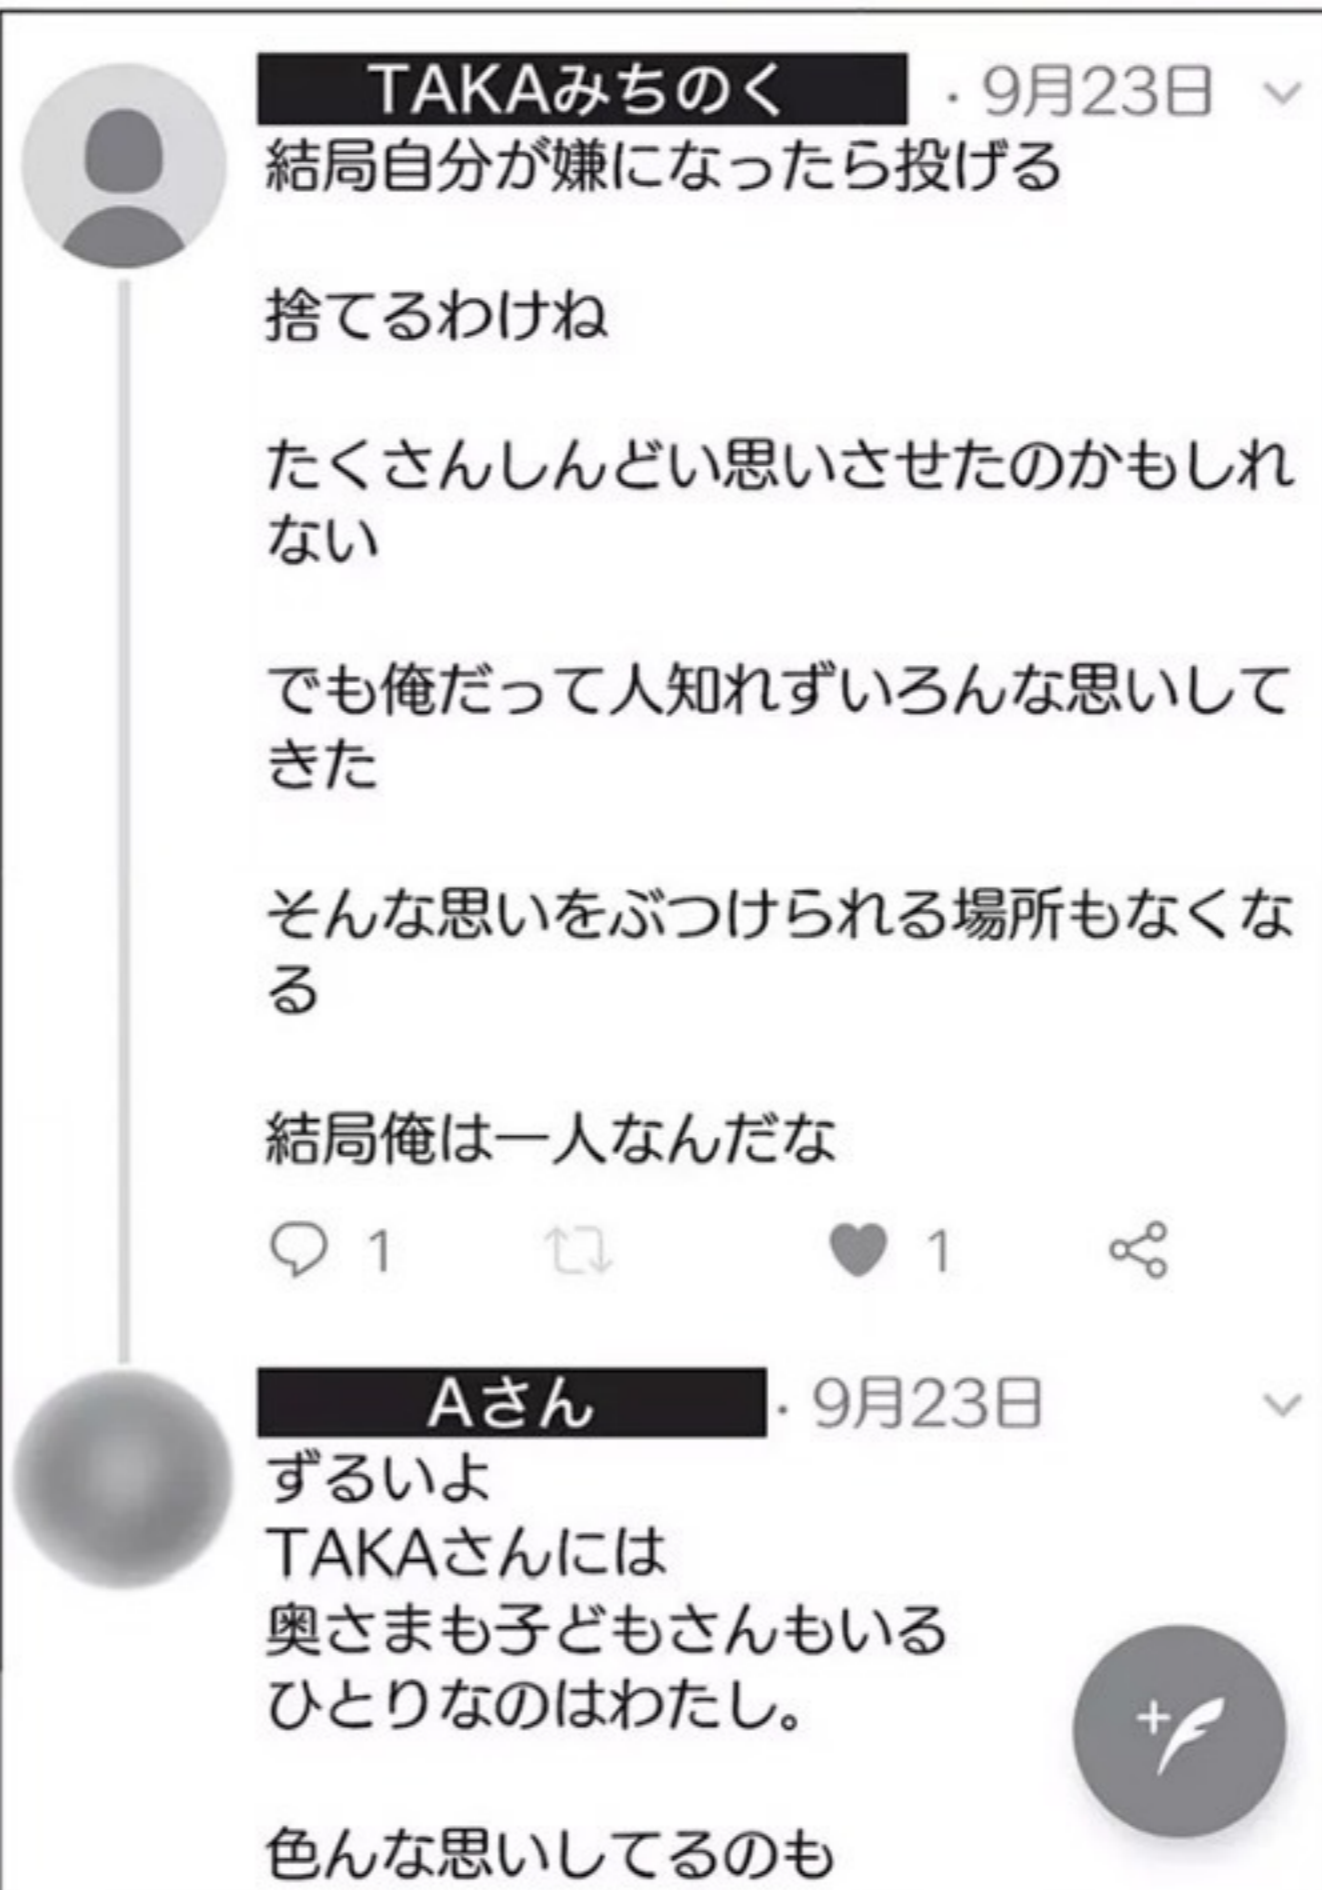 TAKAみちのく ・9月23日
結局自分が嫌になったら投げる
捨てるわけね
たくさんしんどい思いさせたのかもしれ
ない
でも俺だって人知れずいろんな思いして
きた
そんな思いをぶつけられる場所もなくな
る
結局俺は一人なんだな
1 1
Aさん ・9月23日
ずるいよ
TAKAさんには
奥さまも子どもさんもいる
ひとりなのはわたし。
色んな思いしてるのも